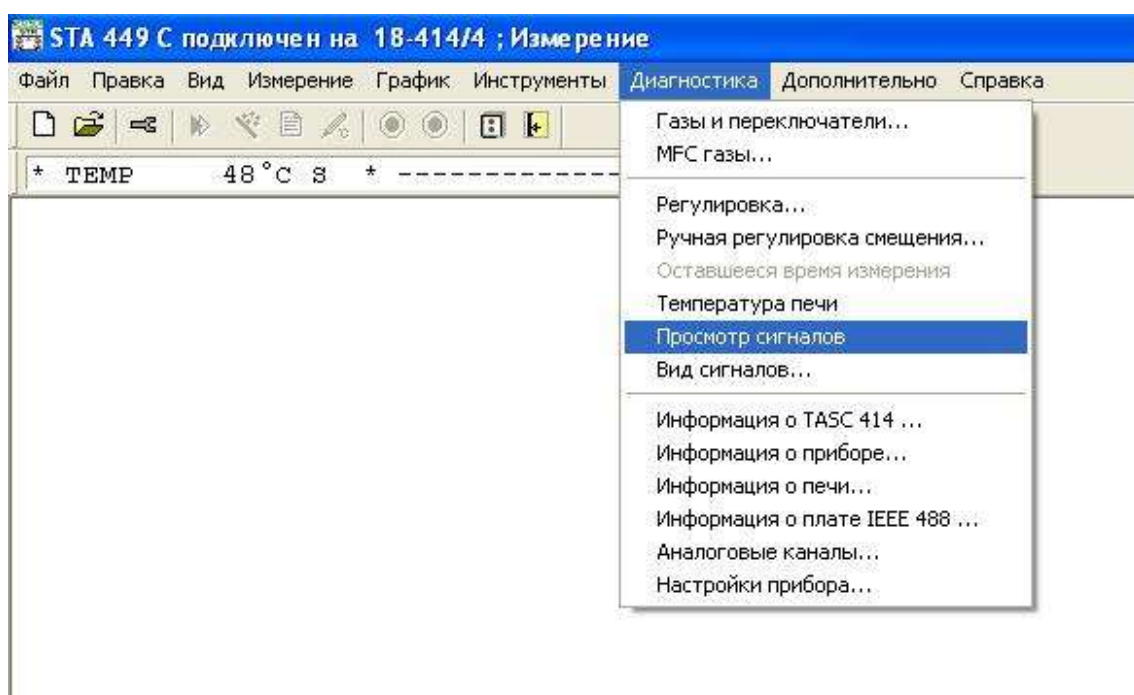 STA 449 C подключен на 18-414/4 ; Измерение
Файл Правка Вид Измерение График Инструменты Диагностика Дополнительно Справка
* TEMP 48°C S * -------------
Газы и переключатели...
MFC газы...
Регулировка...
Ручная регулировка смещения...
Оставшееся время измерения
Температура печи
Просмотр сигналов
Вид сигналов...
Информация о TASC 414 ...
Информация о приборе...
Информация о печи...
Информация о плате IEEE 488 ...
Аналоговые каналы...
Настройки прибора...